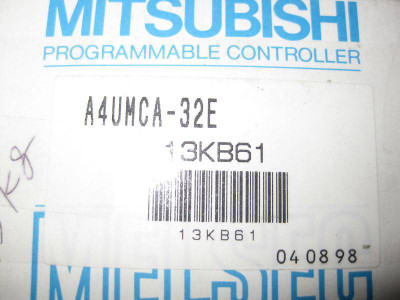 MITSUBISHI
PROGRAMMABLE CONTROLLER
A4UMCA-32E
13KB61
13KB61
040898